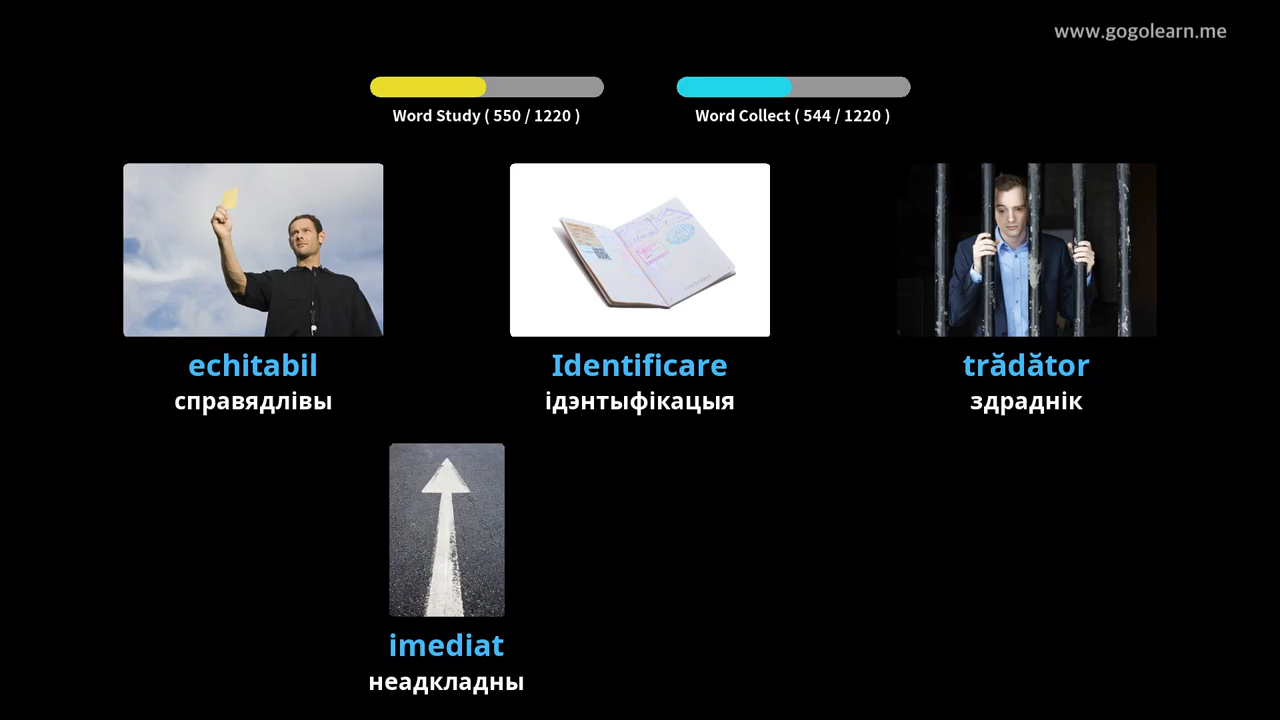 www.gogolearn.me
Word Study ( 550 / 1220 )
Word Collect ( 544 / 1220 )
echitabil
справядлівы
Identificare
ідэнтыфікацыя
trădător
здраднік
imediat
неадкладны